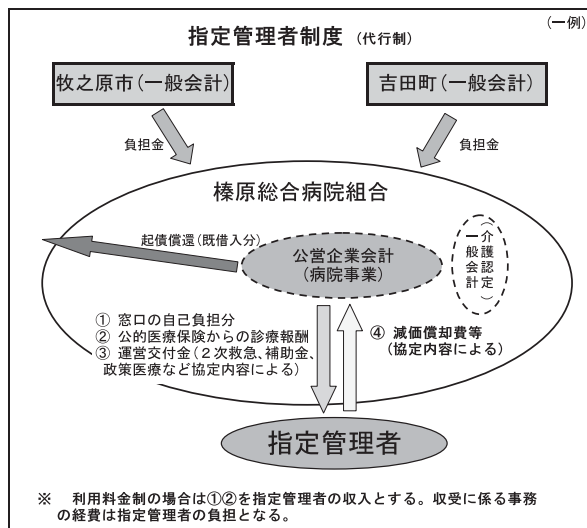 (一例)
指定管理者制度 (代行制)
牧之原市(一般会計)
吉田町(一般会計)
負担金
負担金
榛原総合病院組合
起債償還(既借入分)
公営企業会計
(病院事業)
一般会計
(介護認定)
① 窓口の自己負担分
② 公的医療保険からの診療報酬
③ 運営交付金(2次救急、補助金、
政策医療など協定内容による)
④ 減価償却費等
(協定内容による)
指定管理者
※ 利用料金制の場合は①②を指定管理者の収入とする。収受に係る事務
の経費は指定管理者の負担となる。